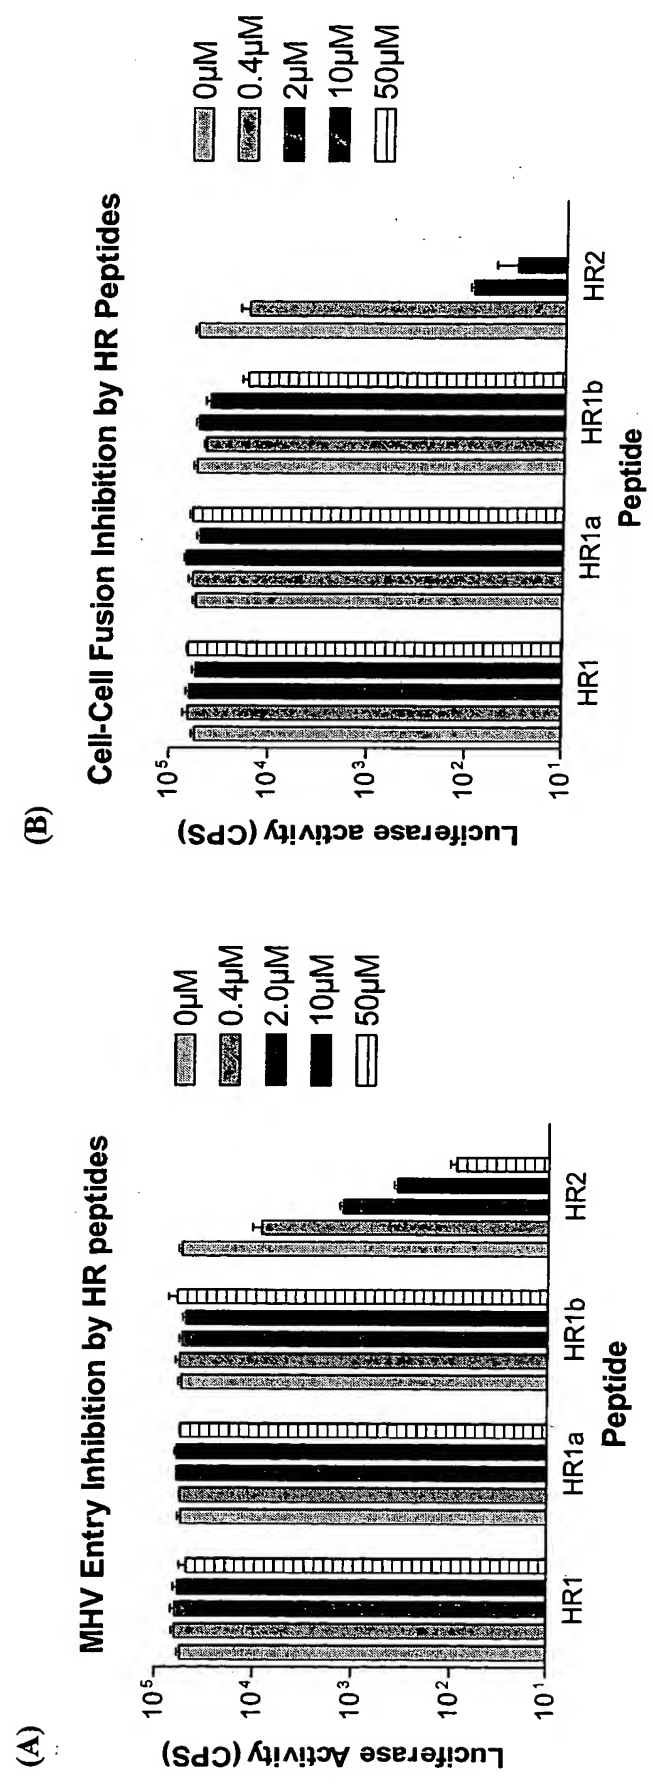 (A)
MHV Entry Inhibition by HR peptides
Luciferase Activity (CPS)
10⁵
10⁴
10³
10²
10¹
HR1
HR1a
HR1b
HR2
Peptide
0µM
0.4µM
2.0µM
10µM
50µM
(B)
Cell-Cell Fusion Inhibition by HR Peptides
Luciferase activity (CPS)
10⁵
10⁴
10³
10²
10¹
HR1
HR1a
HR1b
HR2
Peptide
0µM
0.4µM
2µM
10µM
50µM